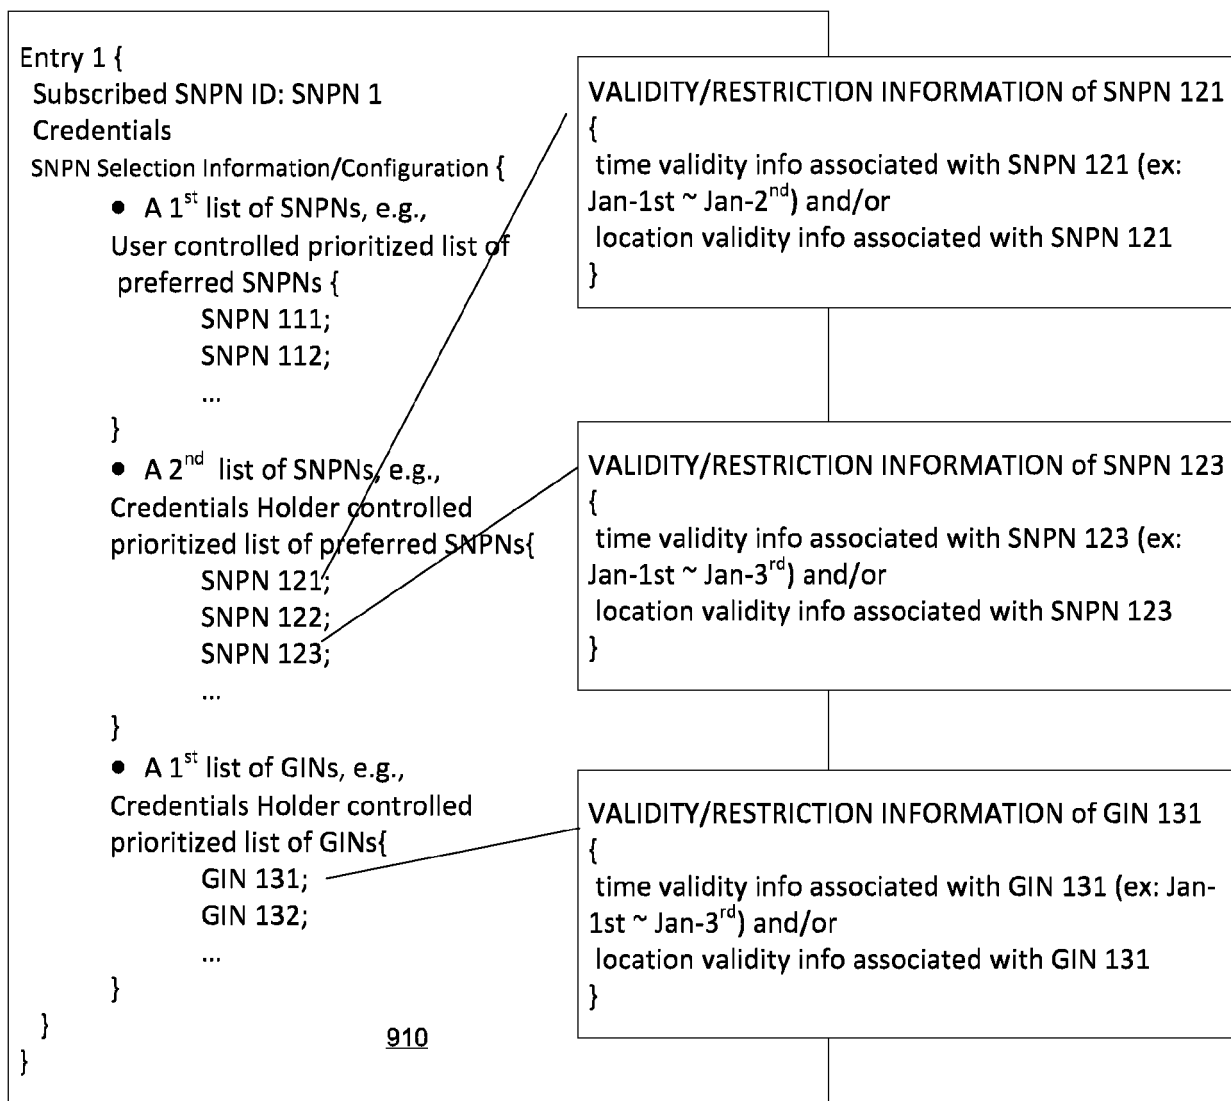 Entry 1 {
Subscribed SNPN ID: SNPN 1
Credentials
SNPN Selection Information/Configuration {
● A 1st list of SNPNs, e.g.,
User controlled prioritized list of
preferred SNPNs {
SNPN 111;
SNPN 112;
...
}
● A 2nd list of SNPNs, e.g.,
Credentials Holder controlled
prioritized list of preferred SNPNs{
SNPN 121;
SNPN 122;
SNPN 123;
...
}
● A 1st list of GINs, e.g.,
Credentials Holder controlled
prioritized list of GINs{
GIN 131;
GIN 132;
...
}
}
}
910
VALIDITY/RESTRICTION INFORMATION of SNPN 121
{
time validity info associated with SNPN 121 (ex:
Jan-1st ~ Jan-2nd) and/or
location validity info associated with SNPN 121
}
VALIDITY/RESTRICTION INFORMATION of SNPN 123
{
time validity info associated with SNPN 123 (ex:
Jan-1st ~ Jan-3rd) and/or
location validity info associated with SNPN 123
}
VALIDITY/RESTRICTION INFORMATION of GIN 131
{
time validity info associated with GIN 131 (ex: Jan-
1st ~ Jan-3rd) and/or
location validity info associated with GIN 131
}